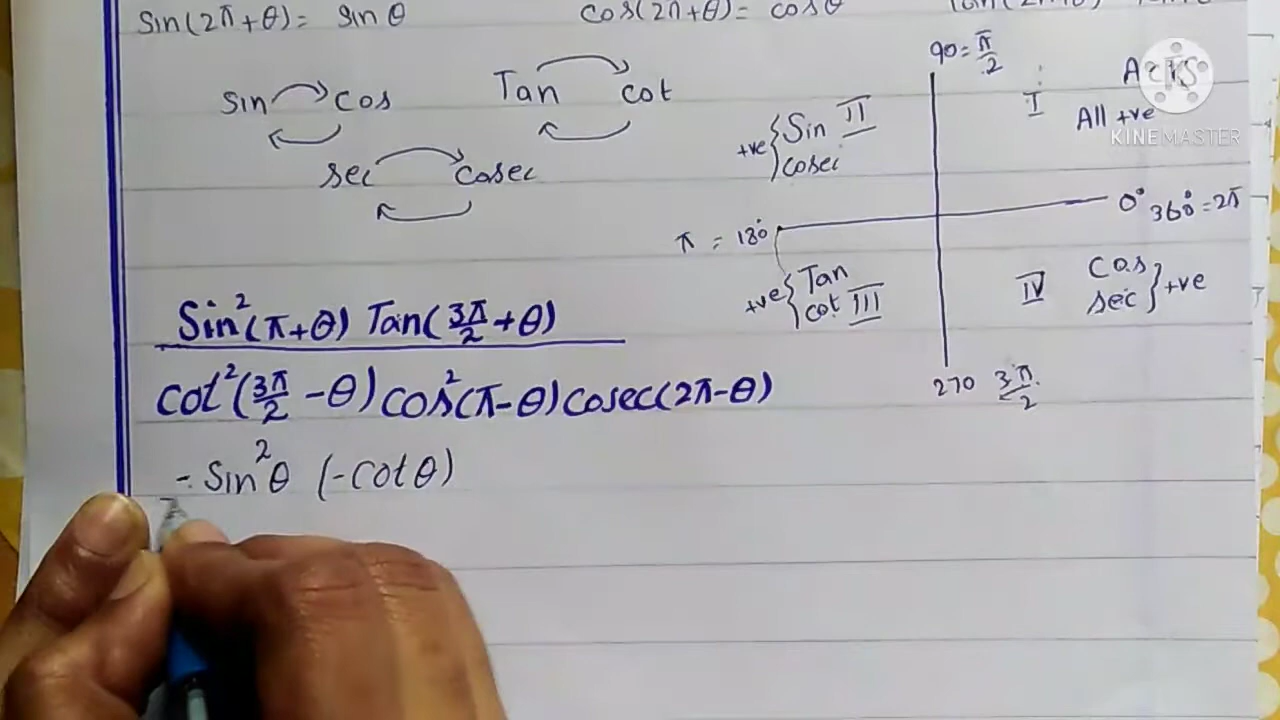 Sin(2π+θ) = sin θ cos(2π+θ) = cos θ
90 = π/2
sin cos Tan cot
sec cosec
+ve { Sin II
cosec
I All +ve
KINEMASTER
π = 180° 0° 360° = 2π
+ve { Tan
cot III
IV cos
sec } +ve
270 3π/2
Sin²(π+θ) Tan(3π/2 +θ)
cot²(3π/2 -θ) cos²(π-θ) cosec(2π-θ)
- Sin²θ (-cotθ)